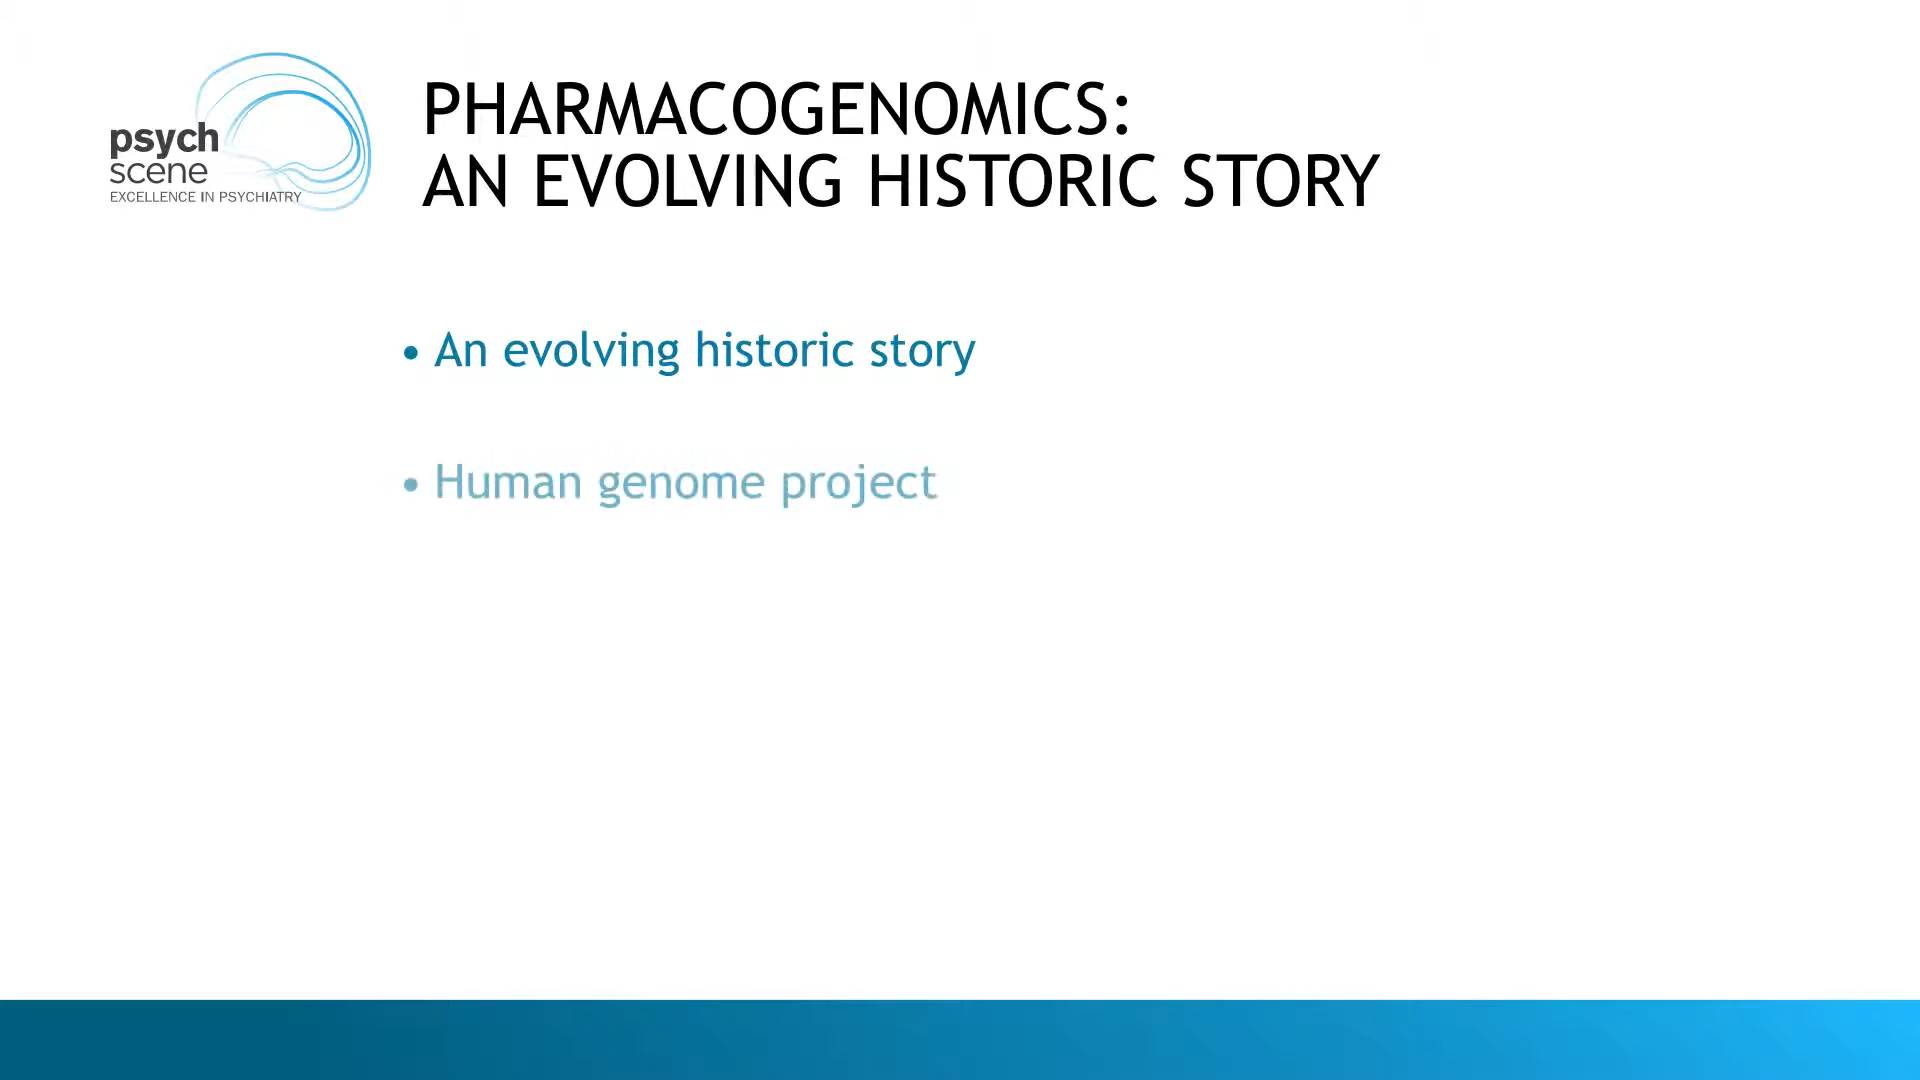 psych
scene
EXCELLENCE IN PSYCHIATRY
PHARMACOGENOMICS:
AN EVOLVING HISTORIC STORY
• An evolving historic story
• Human genome project